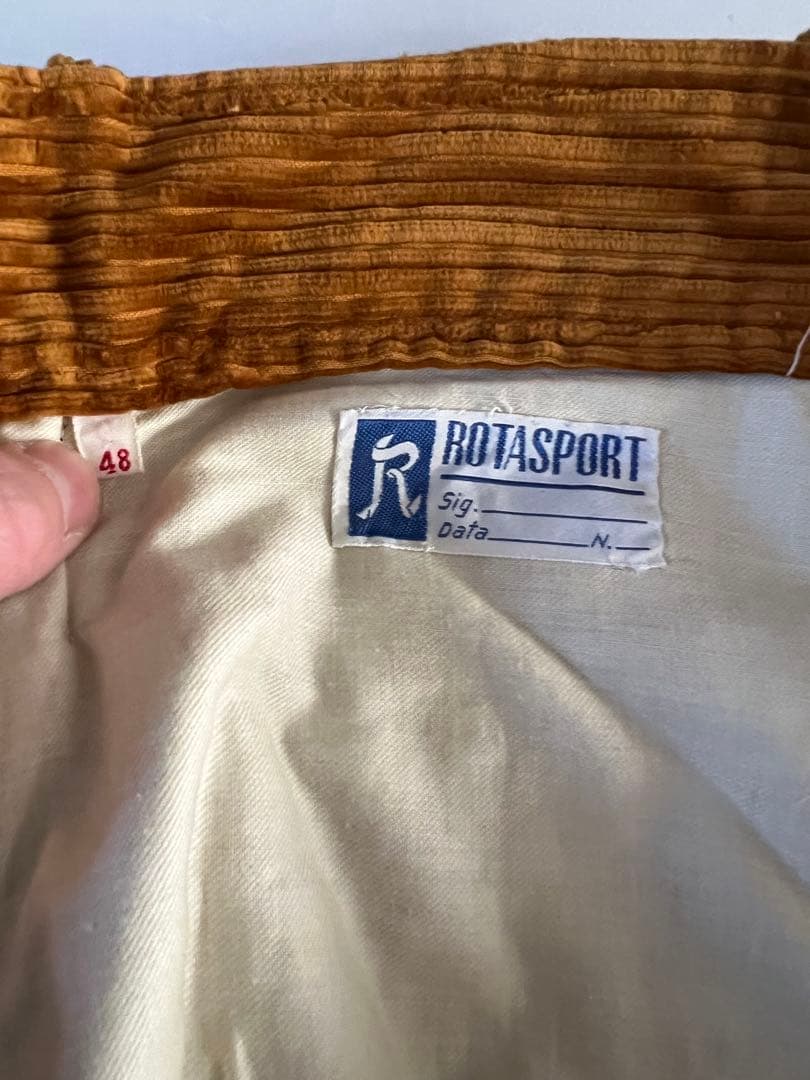 48
R
ROTASPORT
Sig.
Data N.